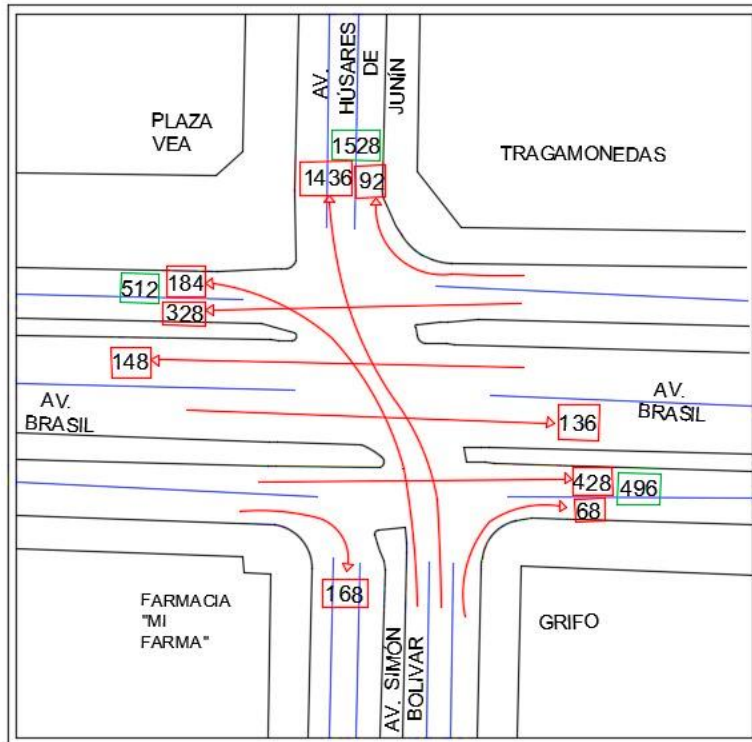 AV.
HÚSARES
DE
JUNÍN
PLAZA
VEA
TRAGAMONEDAS
1528
1436
92
512
184
328
148
AV.
BRASIL
AV.
BRASIL
136
428
496
68
168
FARMACIA
"MI
FARMA"
AV. SIMÓN
BOLIVAR
GRIFO